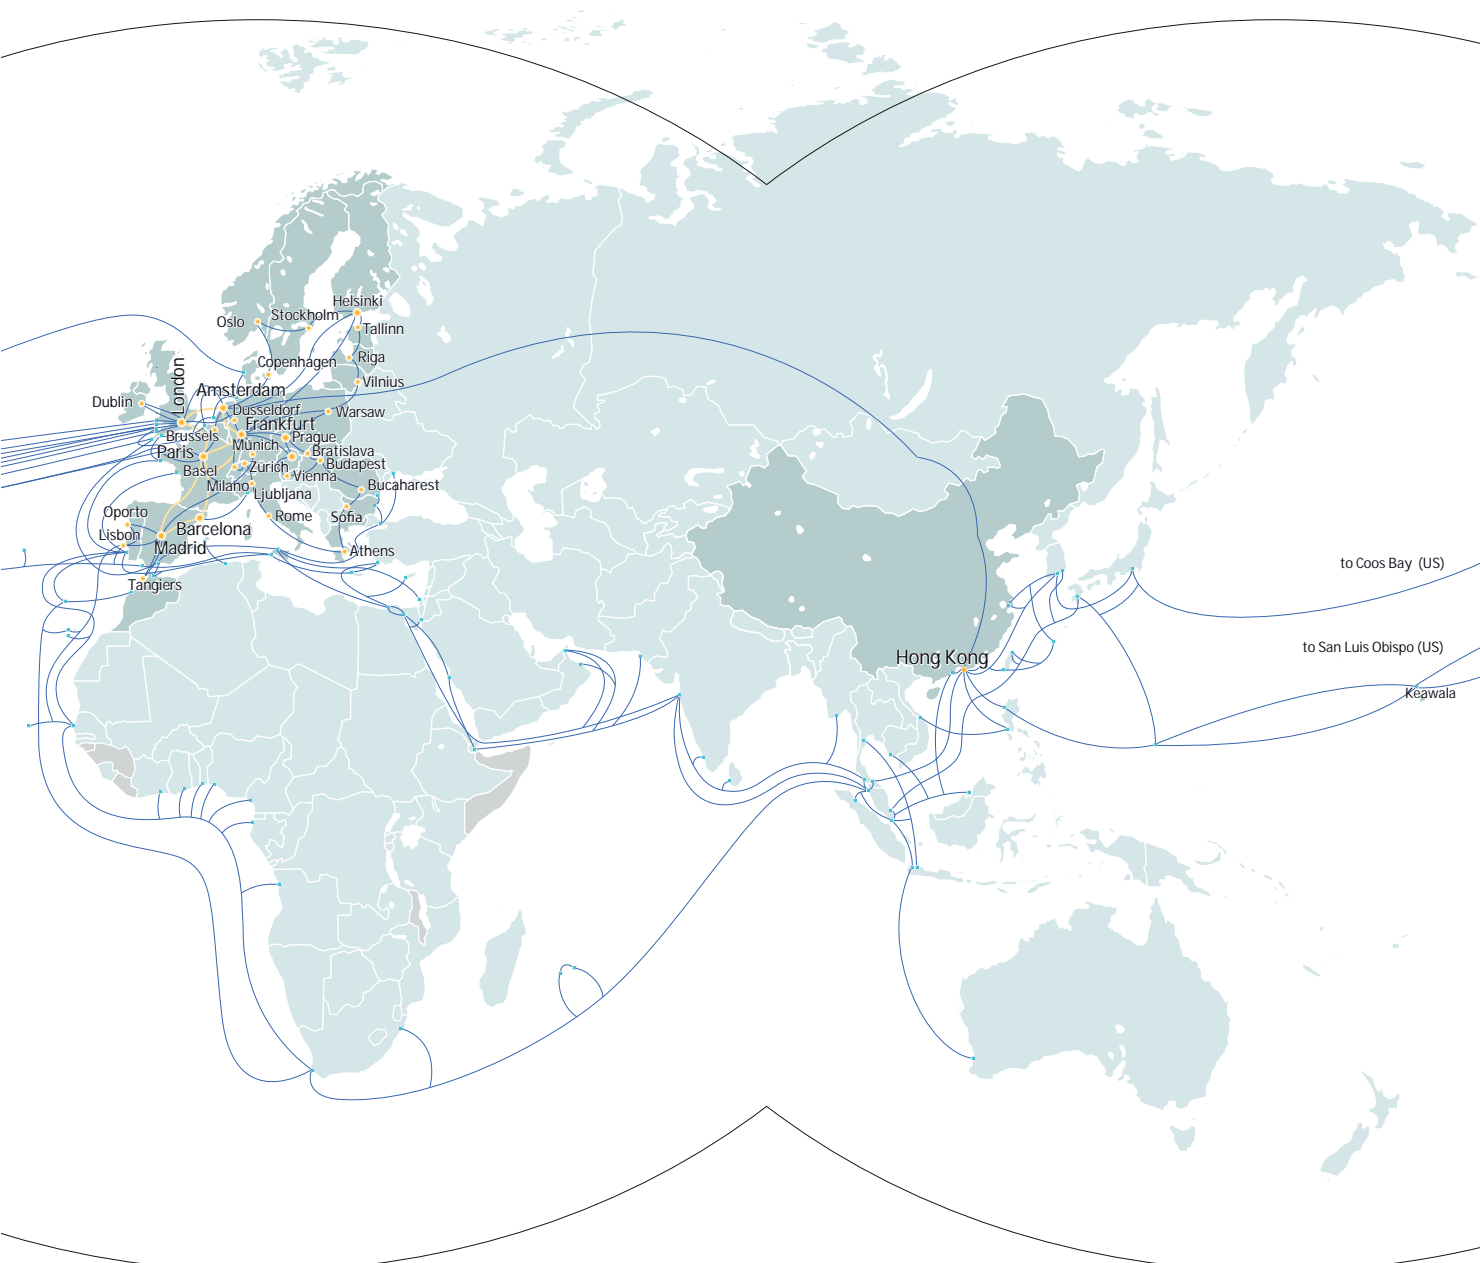 Helsinki
Oslo
Stockholm
Tallinn
Riga
Copenhagen
Vilnius
London
Amsterdam
Dublin
Dusseldorf
Warsaw
Frankfurt
Brussels
Munich
Prague
Paris
Bratislava
Basel
Zurich
Budapest
Vienna
Milano
Bucaharest
Ljubljana
Oporto
Rome
Sofia
Lisbon
Barcelona
Madrid
Athens
Tangiers
to Coos Bay (US)
to San Luis Obispo (US)
Hong Kong
Keawala